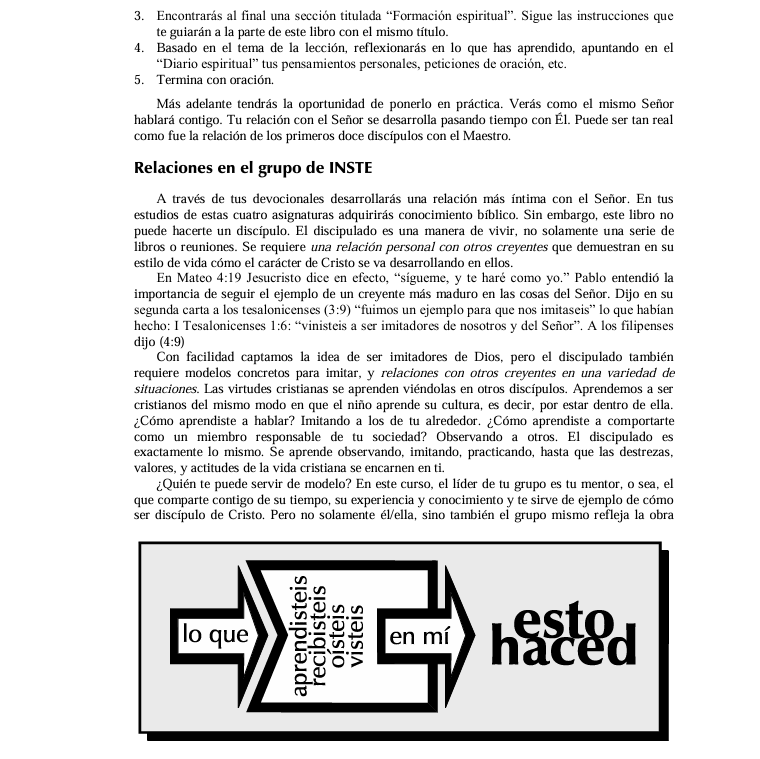 3. Encontrarás al final una sección titulada “Formación espiritual”. Sigue las instrucciones que
te guiarán a la parte de este libro con el mismo título.
4. Basado en el tema de la lección, reflexionarás en lo que has aprendido, apuntando en el
“Diario espiritual” tus pensamientos personales, peticiones de oración, etc.
5. Termina con oración.
Más adelante tendrás la oportunidad de ponerlo en práctica. Verás como el mismo Señor
hablará contigo. Tu relación con el Señor se desarrolla pasando tiempo con Él. Puede ser tan real
como fue la relación de los primeros doce discípulos con el Maestro.
Relaciones en el grupo de INSTE
A través de tus devocionales desarrollarás una relación más íntima con el Señor. En tus
estudios de estas cuatro asignaturas adquirirás conocimiento bíblico. Sin embargo, este libro no
puede hacerte un discípulo. El discipulado es una manera de vivir, no solamente una serie de
libros o reuniones. Se requiere una relación personal con otros creyentes que demuestran en su
estilo de vida cómo el carácter de Cristo se va desarrollando en ellos.
En Mateo 4:19 Jesucristo dice en efecto, “sígueme, y te haré como yo.” Pablo entendió la
importancia de seguir el ejemplo de un creyente más maduro en las cosas del Señor. Dijo en su
segunda carta a los tesalonicenses (3:9) “fuimos un ejemplo para que nos imitaseis” lo que habían
hecho: I Tesalonicenses 1:6: “vinisteis a ser imitadores de nosotros y del Señor”. A los filipenses
dijo (4:9)
Con facilidad captamos la idea de ser imitadores de Dios, pero el discipulado también
requiere modelos concretos para imitar, y relaciones con otros creyentes en una variedad de
situaciones. Las virtudes cristianas se aprenden viéndolas en otros discípulos. Aprendemos a ser
cristianos del mismo modo en que el niño aprende su cultura, es decir, por estar dentro de ella.
¿Cómo aprendiste a hablar? Imitando a los de tu alrededor. ¿Cómo aprendiste a comportarte
como un miembro responsable de tu sociedad? Observando a otros. El discipulado es
exactamente lo mismo. Se aprende observando, imitando, practicando, hasta que las destrezas,
valores, y actitudes de la vida cristiana se encarnen en ti.
¿Quién te puede servir de modelo? En este curso, el líder de tu grupo es tu mentor, o sea, el
que comparte contigo de su tiempo, su experiencia y conocimiento y te sirve de ejemplo de cómo
ser discípulo de Cristo. Pero no solamente él/ella, sino también el grupo mismo refleja la obra
lo que
aprendisteis
recibisteis
oísteis
visteis
en mí
esto
haced